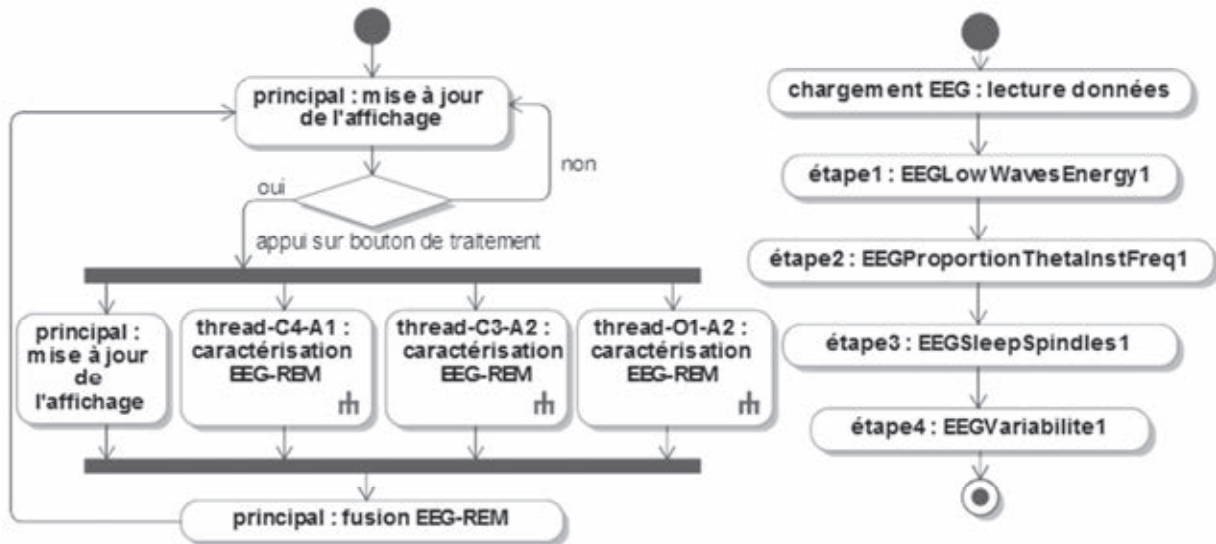 principal : mise à jour
de l'affichage
non
oui
appui sur bouton de traitement
principal :
mise à jour
de
l'affichage
thread-C4-A1 :
caractérisation
EEG-REM
thread-C3-A2 :
caractérisation
EEG-REM
thread-O1-A2 :
caractérisation
EEG-REM
principal : fusion EEG-REM
chargement EEG : lecture données
étape1 : EEGLowWavesEnergy1
étape2 : EEGProportionThetaInstFreq1
étape3 : EEGSleepSpindles1
étape4 : EEGVariabilite1